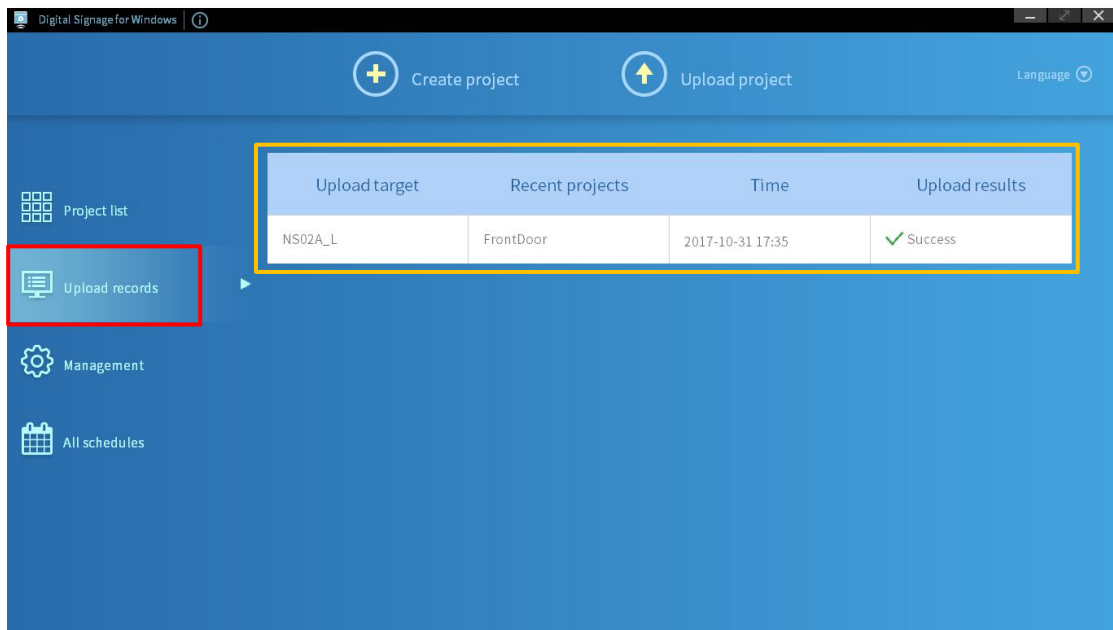 Digital Signage for Windows
Create project
Upload project
Language
Project list
Upload records
Management
All schedules
Upload target Recent projects Time Upload results
NS02A_L FrontDoor 2017-10-31 17:35 Success